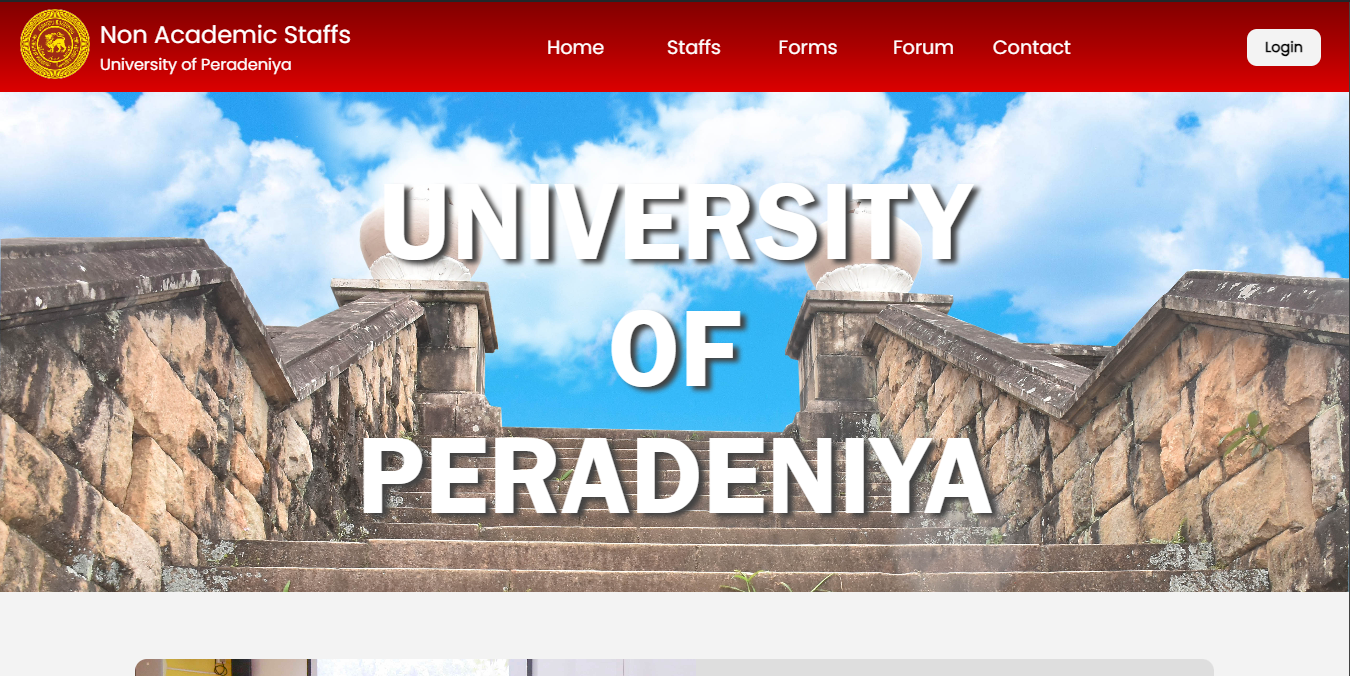 Non Academic Staffs
University of Peradeniya
Home Staffs Forms Forum Contact
Login
UNIVERSITY
OF
PERADENIYA